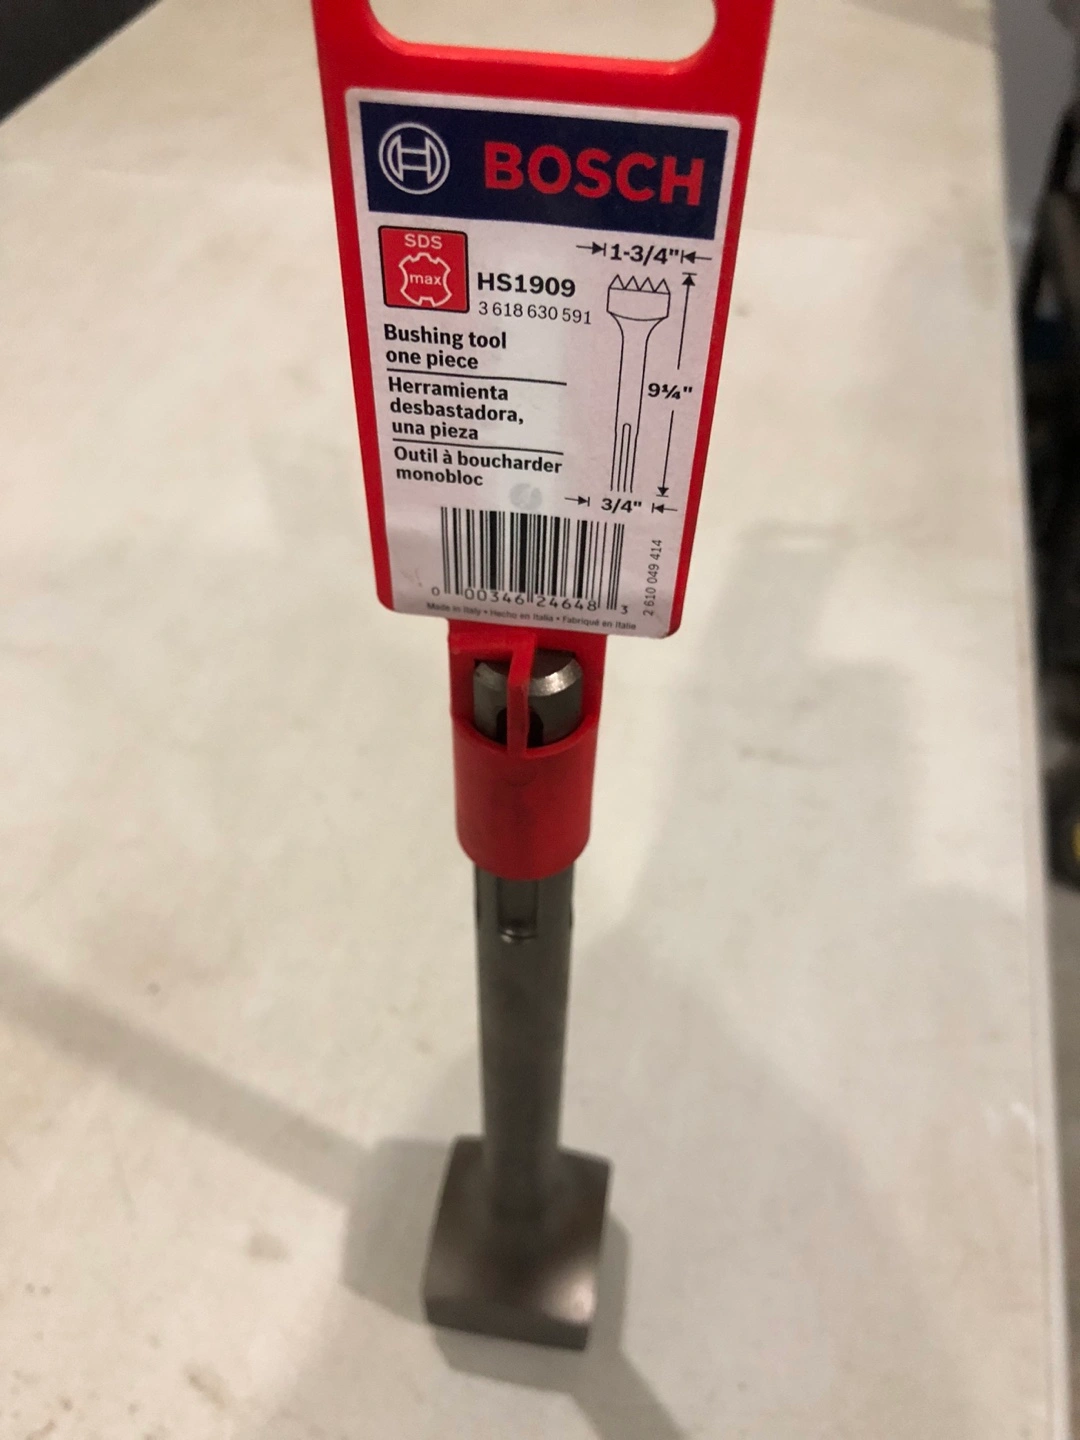 BOSCH
SDS
max
HS1909
3 618 630 591
Bushing tool
one piece
Herramienta
desbastadora,
una pieza
Outil à boucharder
monobloc
1-3/4"
9¼"
3/4"
0 00346 24648 3
2 610 049 414
Made in Italy • Hecho en Italia • Fabriqué en Italie